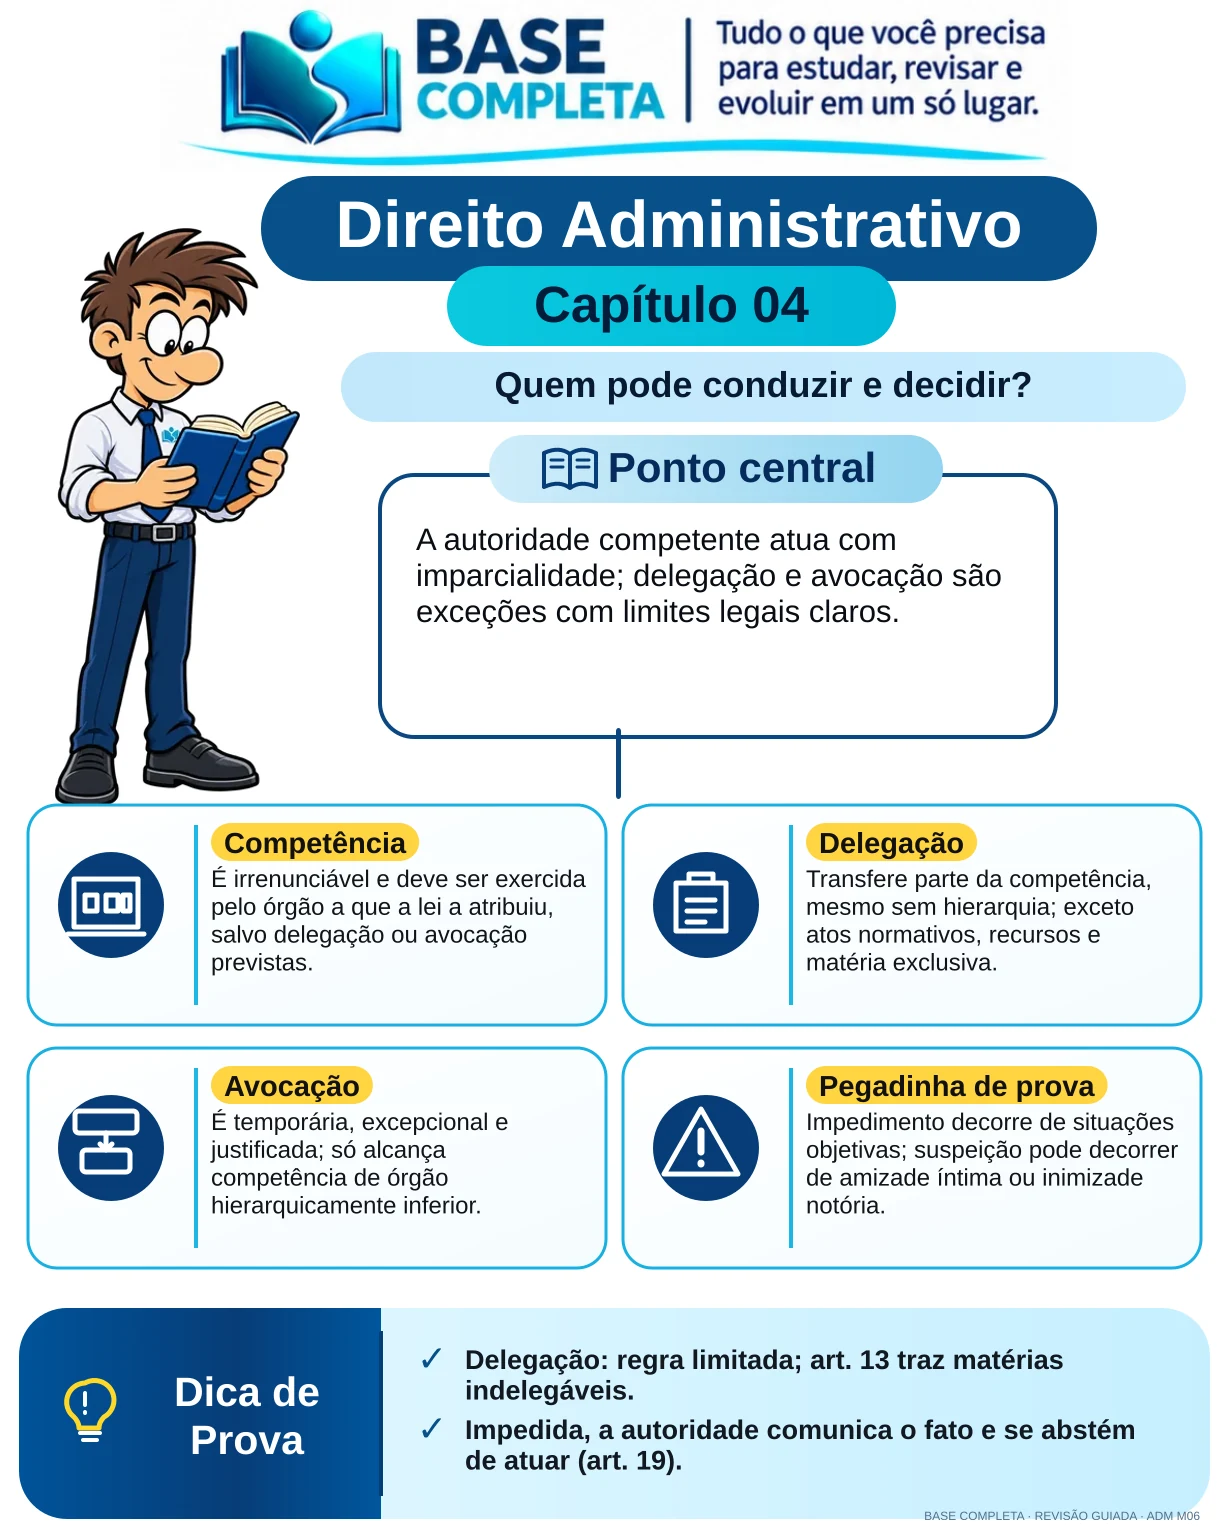 BASE
COMPLETA
Tudo o que você precisa
para estudar, revisar e
evoluir em um só lugar.
Direito Administrativo
Capítulo 04
Quem pode conduzir e decidir?
Ponto central
A autoridade competente atua com
imparcialidade; delegação e avocação são
exceções com limites legais claros.
Competência
É irrenunciável e deve ser exercida
pelo órgão a que a lei a atribuiu,
salvo delegação ou avocação
previstas.
Delegação
Transfere parte da competência,
mesmo sem hierarquia; exceto
atos normativos, recursos e
matéria exclusiva.
Avocação
É temporária, excepcional e
justificada; só alcança
competência de órgão
hierarquicamente inferior.
Pegadinha de prova
Impedimento decorre de situações
objetivas; suspeição pode decorrer
de amizade íntima ou inimizade
notória.
Dica de
Prova
✓ Delegação: regra limitada; art. 13 traz matérias
indelegáveis.
✓ Impedida, a autoridade comunica o fato e se abstém
de atuar (art. 19).
BASE COMPLETA · REVISÃO GUIADA · ADM M06